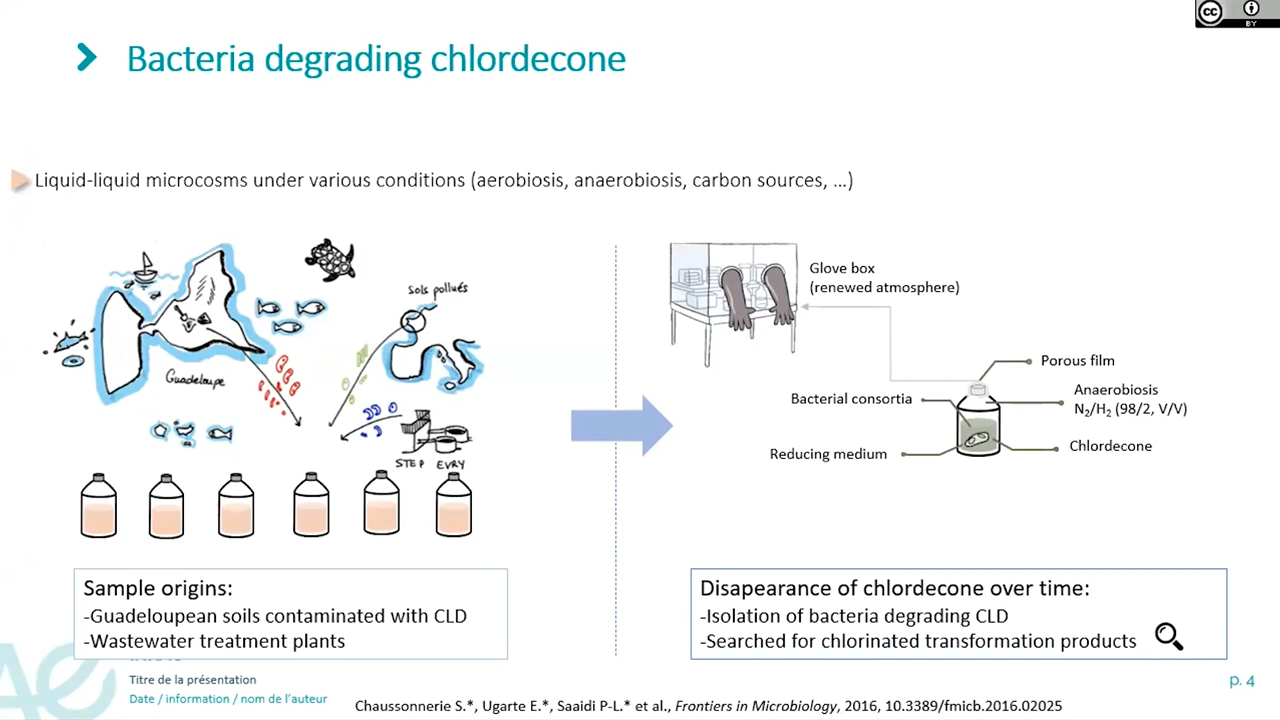 cc
BY
Bacteria degrading chlordecone
Liquid-liquid microcosms under various conditions (aerobiosis, anaerobiosis, carbon sources, …)
Sols pollués
Guadeloupe
STEP EVRY
Glove box
(renewed atmosphere)
Porous film
Anaerobiosis
N₂/H₂ (98/2, V/V)
Bacterial consortia
Chlordecone
Reducing medium
Sample origins:
-Guadeloupean soils contaminated with CLD
-Wastewater treatment plants
Disapearance of chlordecone over time:
-Isolation of bacteria degrading CLD
-Searched for chlorinated transformation products
Titre de la présentation
Date / information / nom de l'auteur
p. 4
Chaussonnerie S.*, Ugarte E.*, Saaidi P-L.* et al., Frontiers in Microbiology, 2016, 10.3389/fmicb.2016.02025